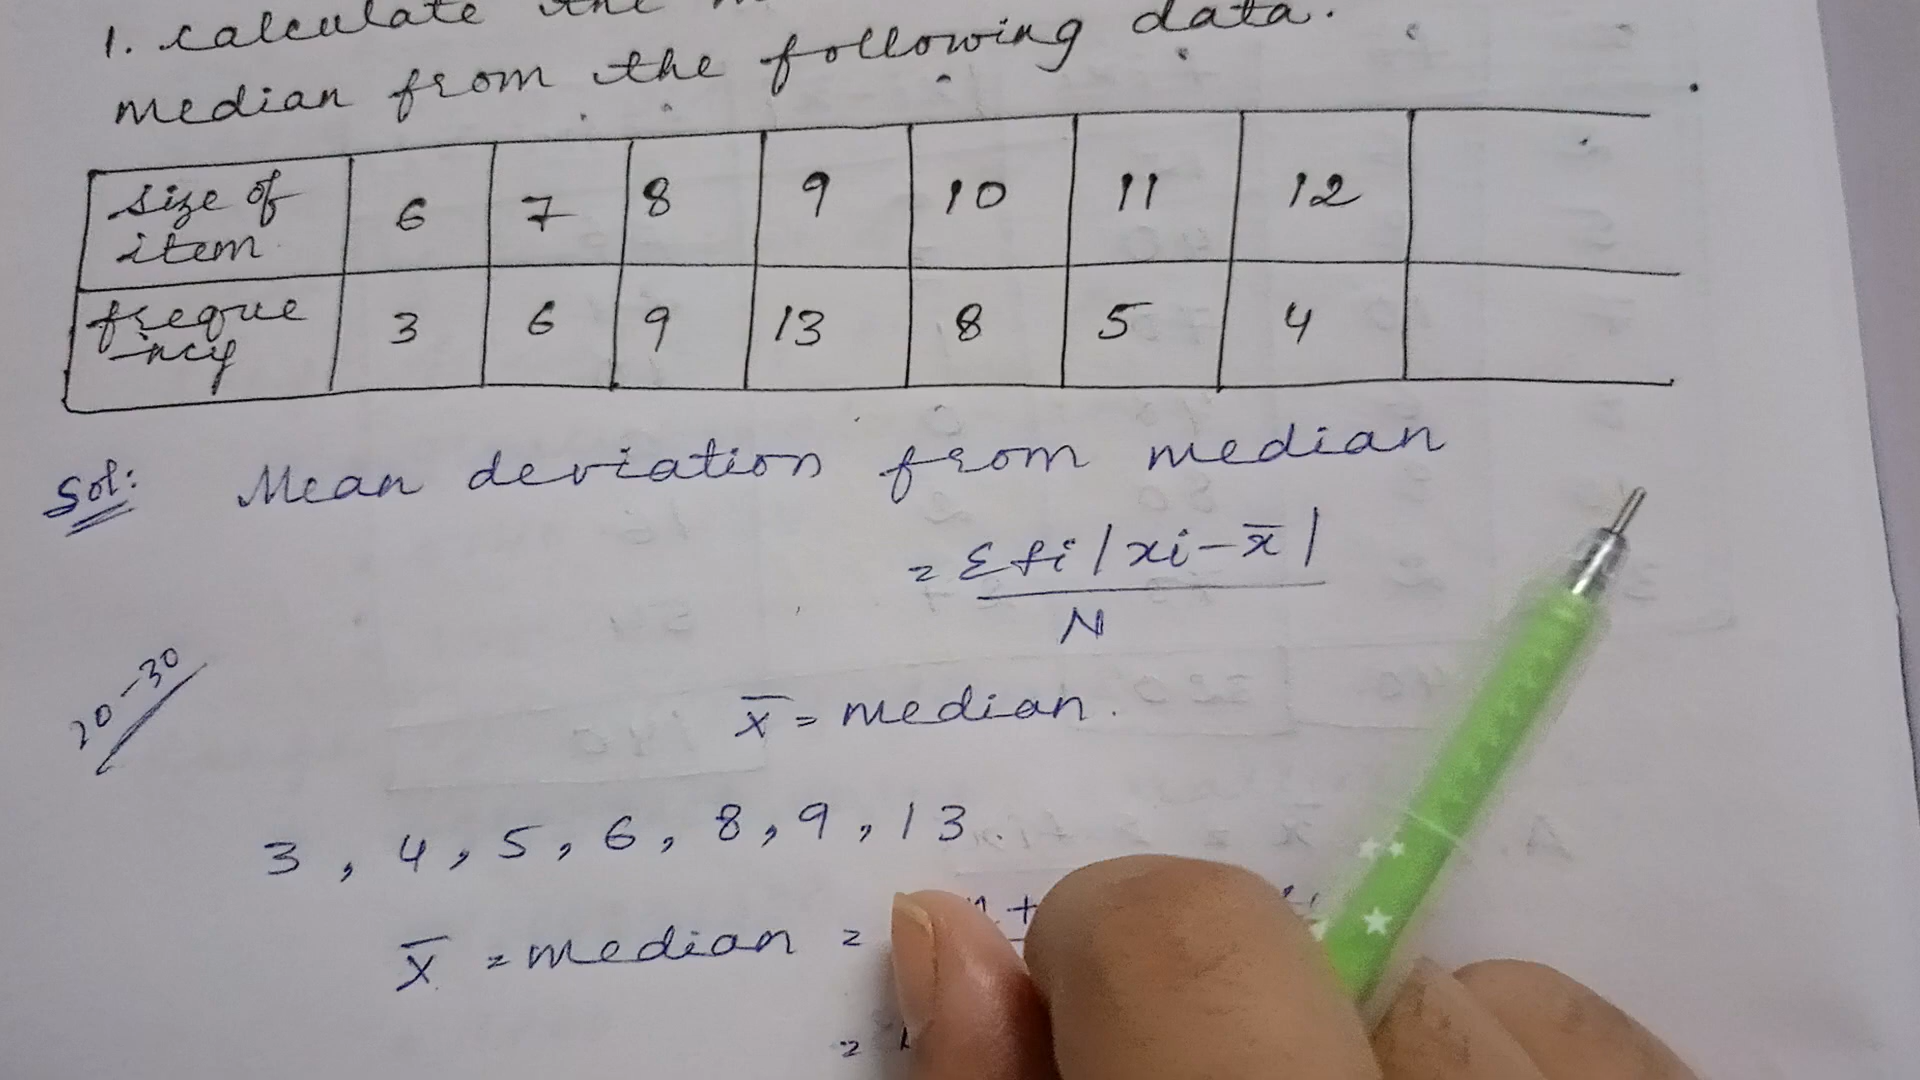 1. calculate the
median from the following data.
size of item 6 7 8 9 10 11 12
freque-ncy 3 6 9 13 8 5 4
Sol: Mean deviation from median
= Σfi|xi-x̄|
N
20-30
x̄ = median.
3, 4, 5, 6, 8, 9, 13.
x̄ = median =
=